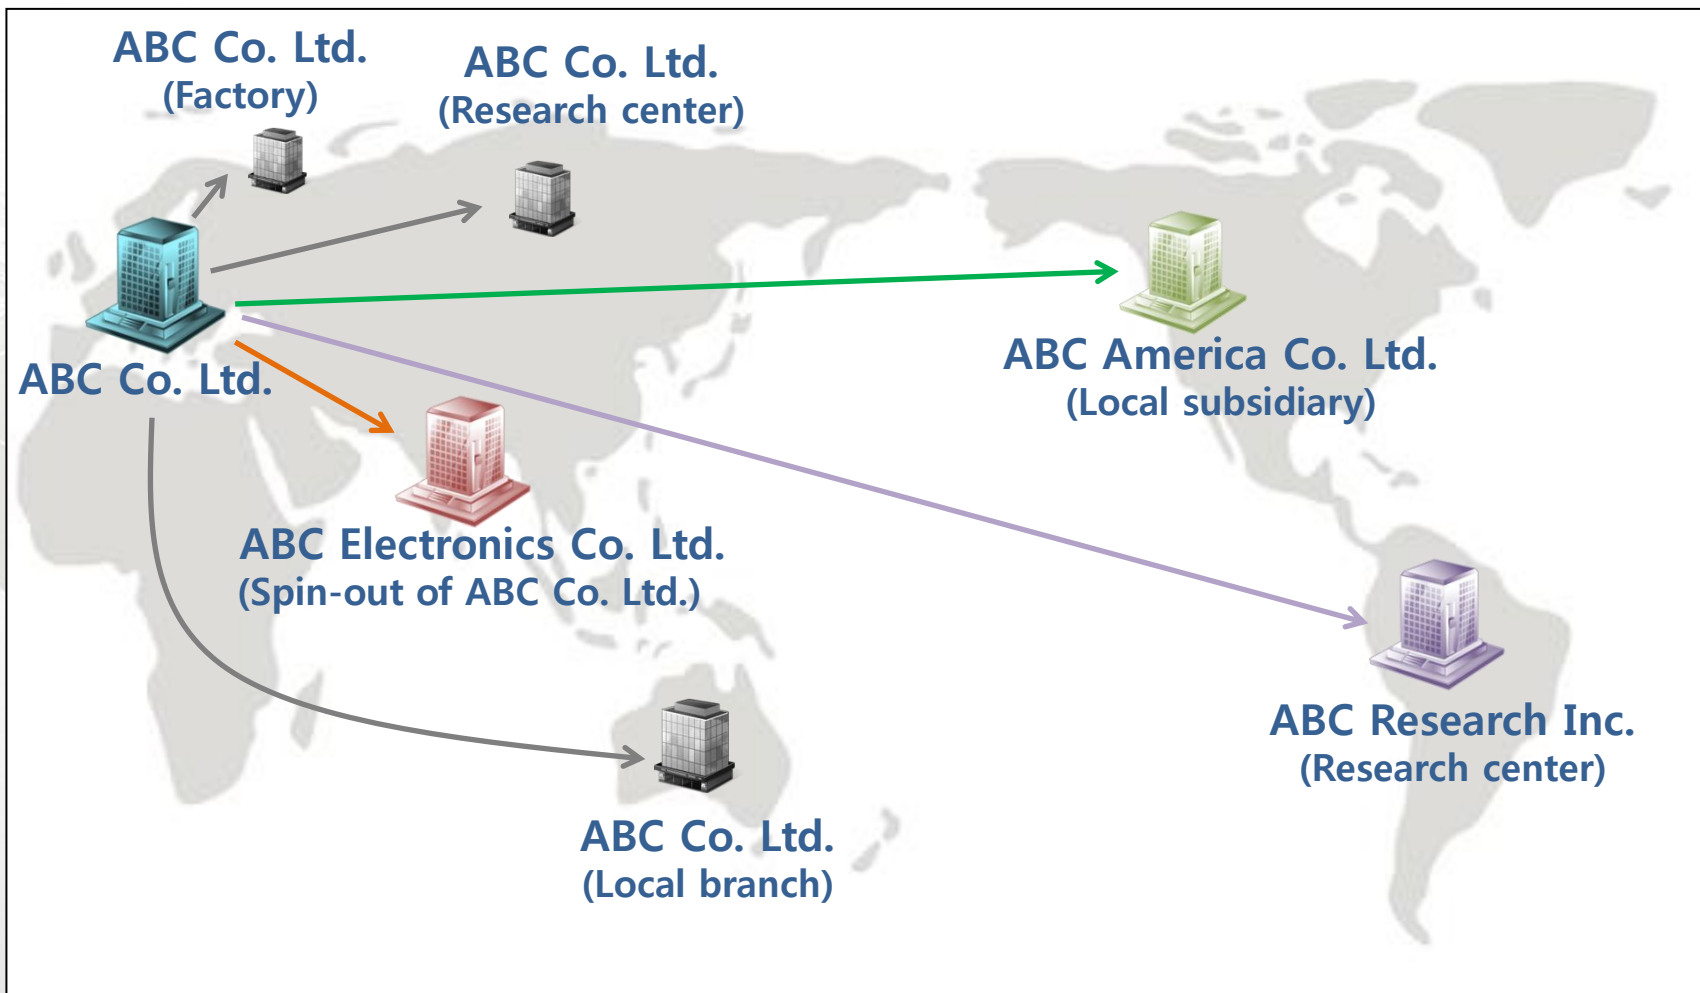 ABC Co. Ltd.
(Factory)
ABC Co. Ltd.
(Research center)
ABC Co. Ltd.
ABC America Co. Ltd.
(Local subsidiary)
ABC Electronics Co. Ltd.
(Spin-out of ABC Co. Ltd.)
ABC Research Inc.
(Research center)
ABC Co. Ltd.
(Local branch)